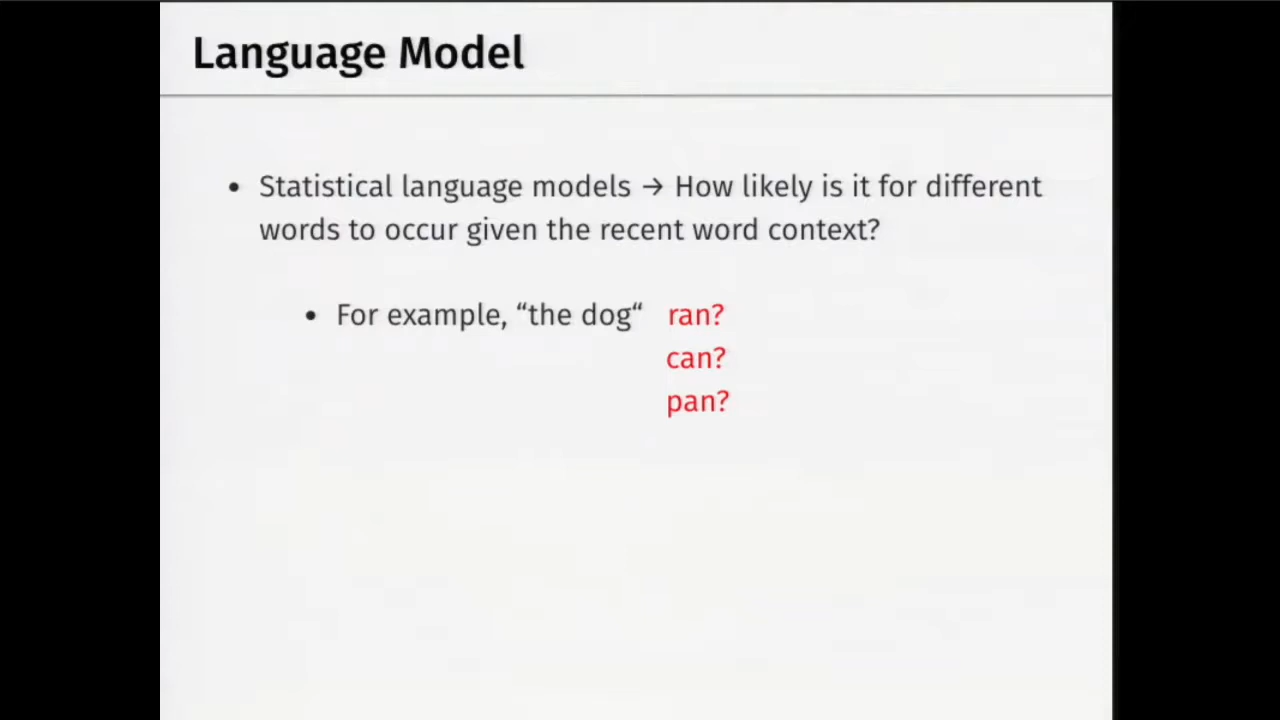 Language Model
• Statistical language models → How likely is it for different
words to occur given the recent word context?
• For example, “the dog“ ran?
can?
pan?